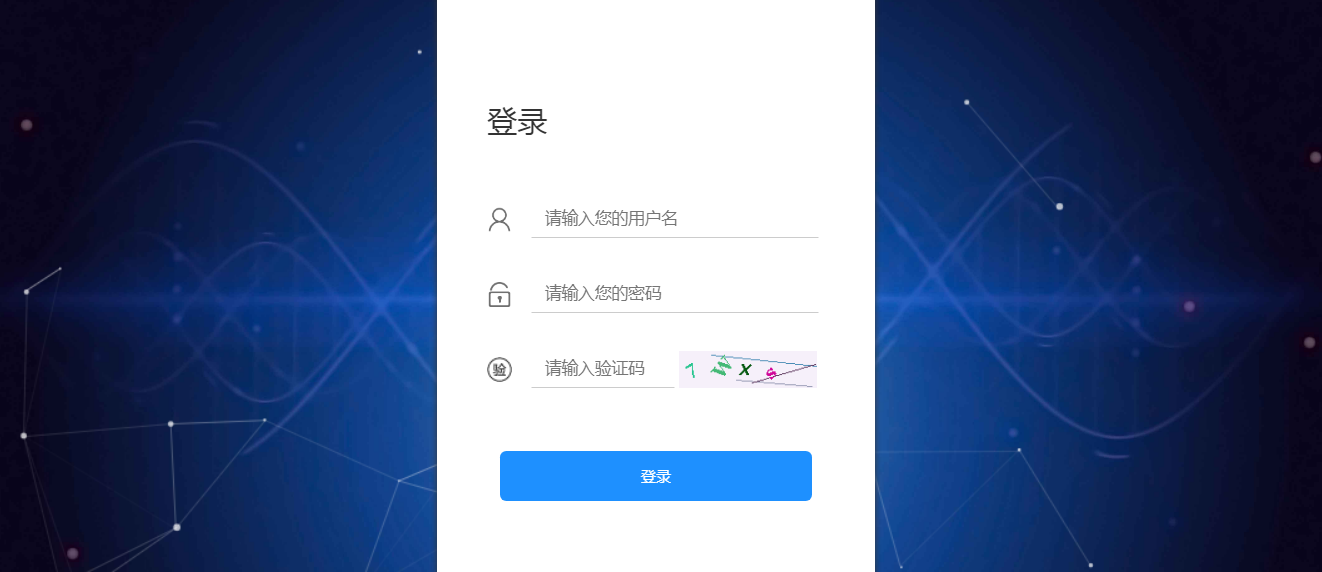 登录
请输入您的用户名
请输入您的密码
验 请输入验证码
登录